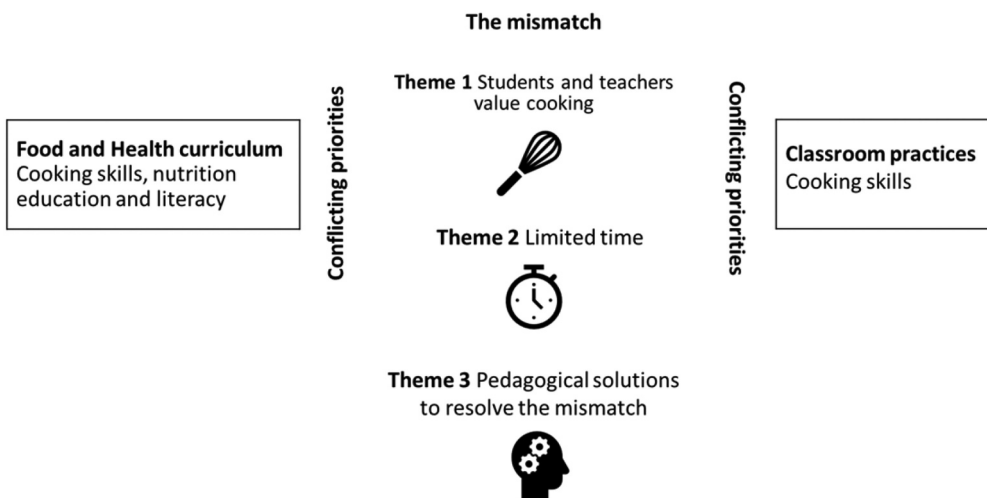 The mismatch
Theme 1 Students and teachers
value cooking
Conflicting priorities
Conflicting priorities
Food and Health curriculum
Cooking skills, nutrition
education and literacy
Classroom practices
Cooking skills
Theme 2 Limited time
Theme 3 Pedagogical solutions
to resolve the mismatch